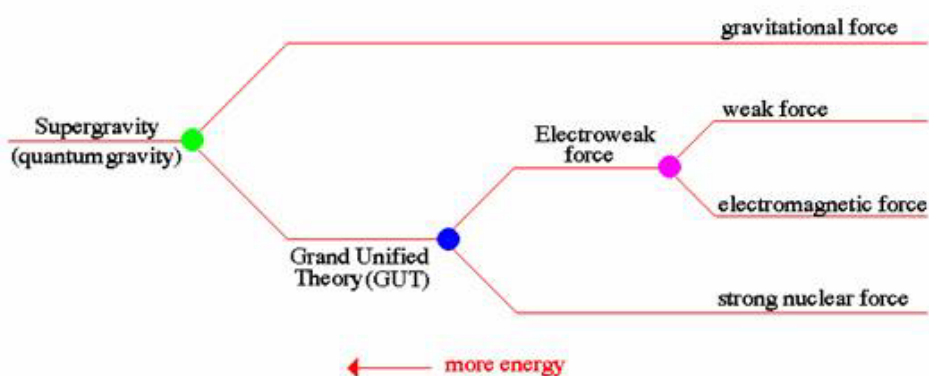 gravitational force
Supergravity
(quantum gravity)
Electroweak
force
weak force
electromagnetic force
Grand Unified
Theory (GUT)
strong nuclear force
more energy